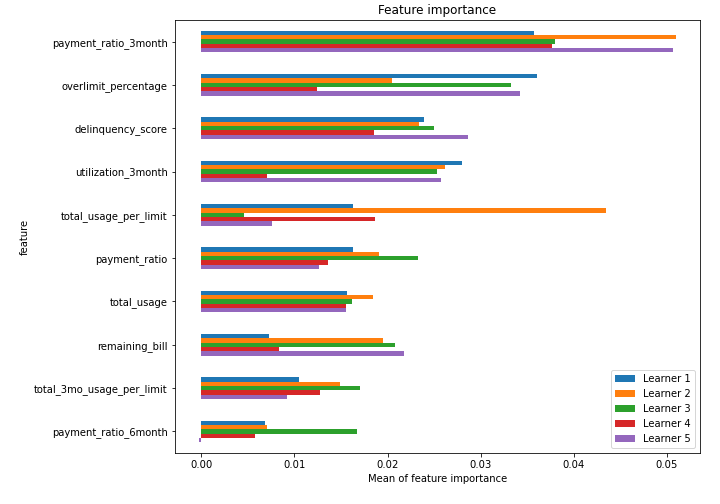 Feature importance
payment_ratio_3month
overlimit_percentage
delinquency_score
utilization_3month
total_usage_per_limit
payment_ratio
total_usage
remaining_bill
total_3mo_usage_per_limit
payment_ratio_6month
feature
0.00 0.01 0.02 0.03 0.04 0.05
Mean of feature importance
Learner 1
Learner 2
Learner 3
Learner 4
Learner 5